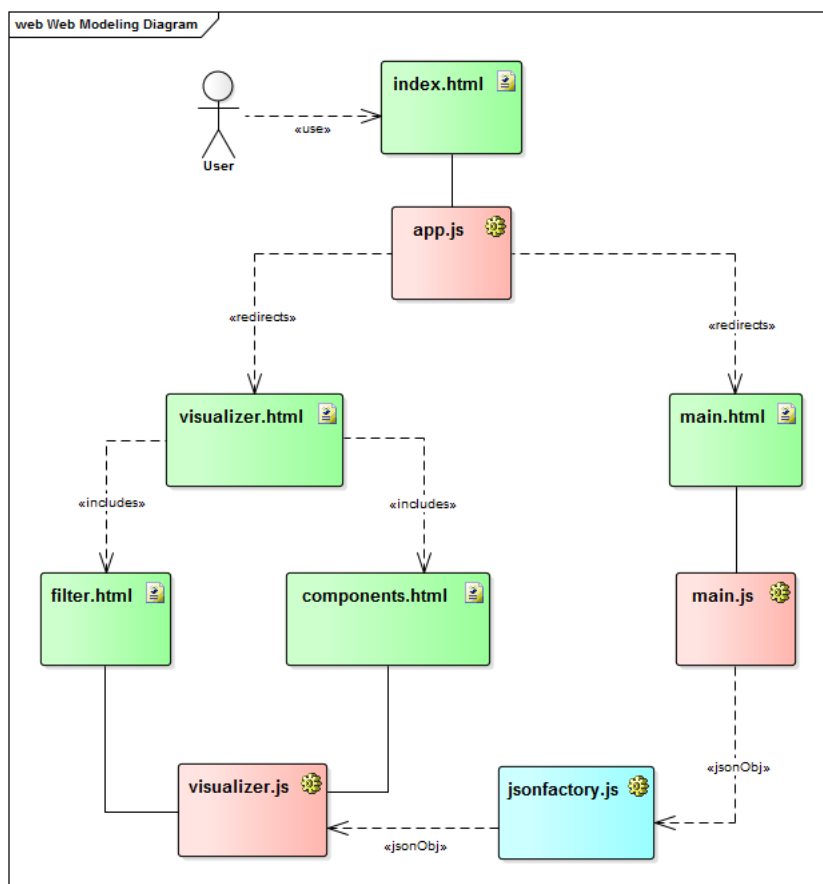 web Web Modeling Diagram
index.html
«use»
User
app.js
«redirects»
«redirects»
visualizer.html
main.html
«includes»
«includes»
filter.html
components.html
main.js
visualizer.js
jsonfactory.js
«jsonObj»
«jsonObj»